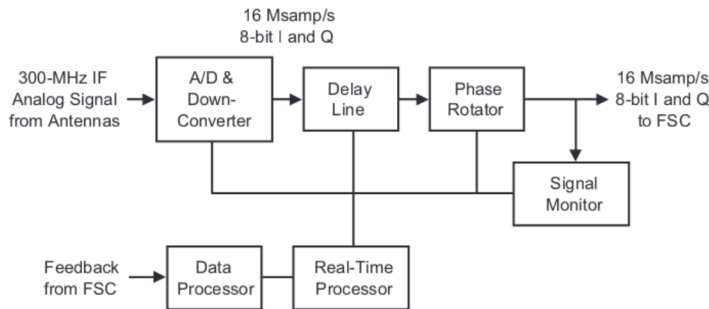 16 Msamp/s
8-bit I and Q
300-MHz IF
Analog Signal
from Antennas
A/D &
Down-
Converter
Delay
Line
Phase
Rotator
16 Msamp/s
8-bit I and Q
to FSC
Signal
Monitor
Feedback
from FSC
Data
Processor
Real-Time
Processor